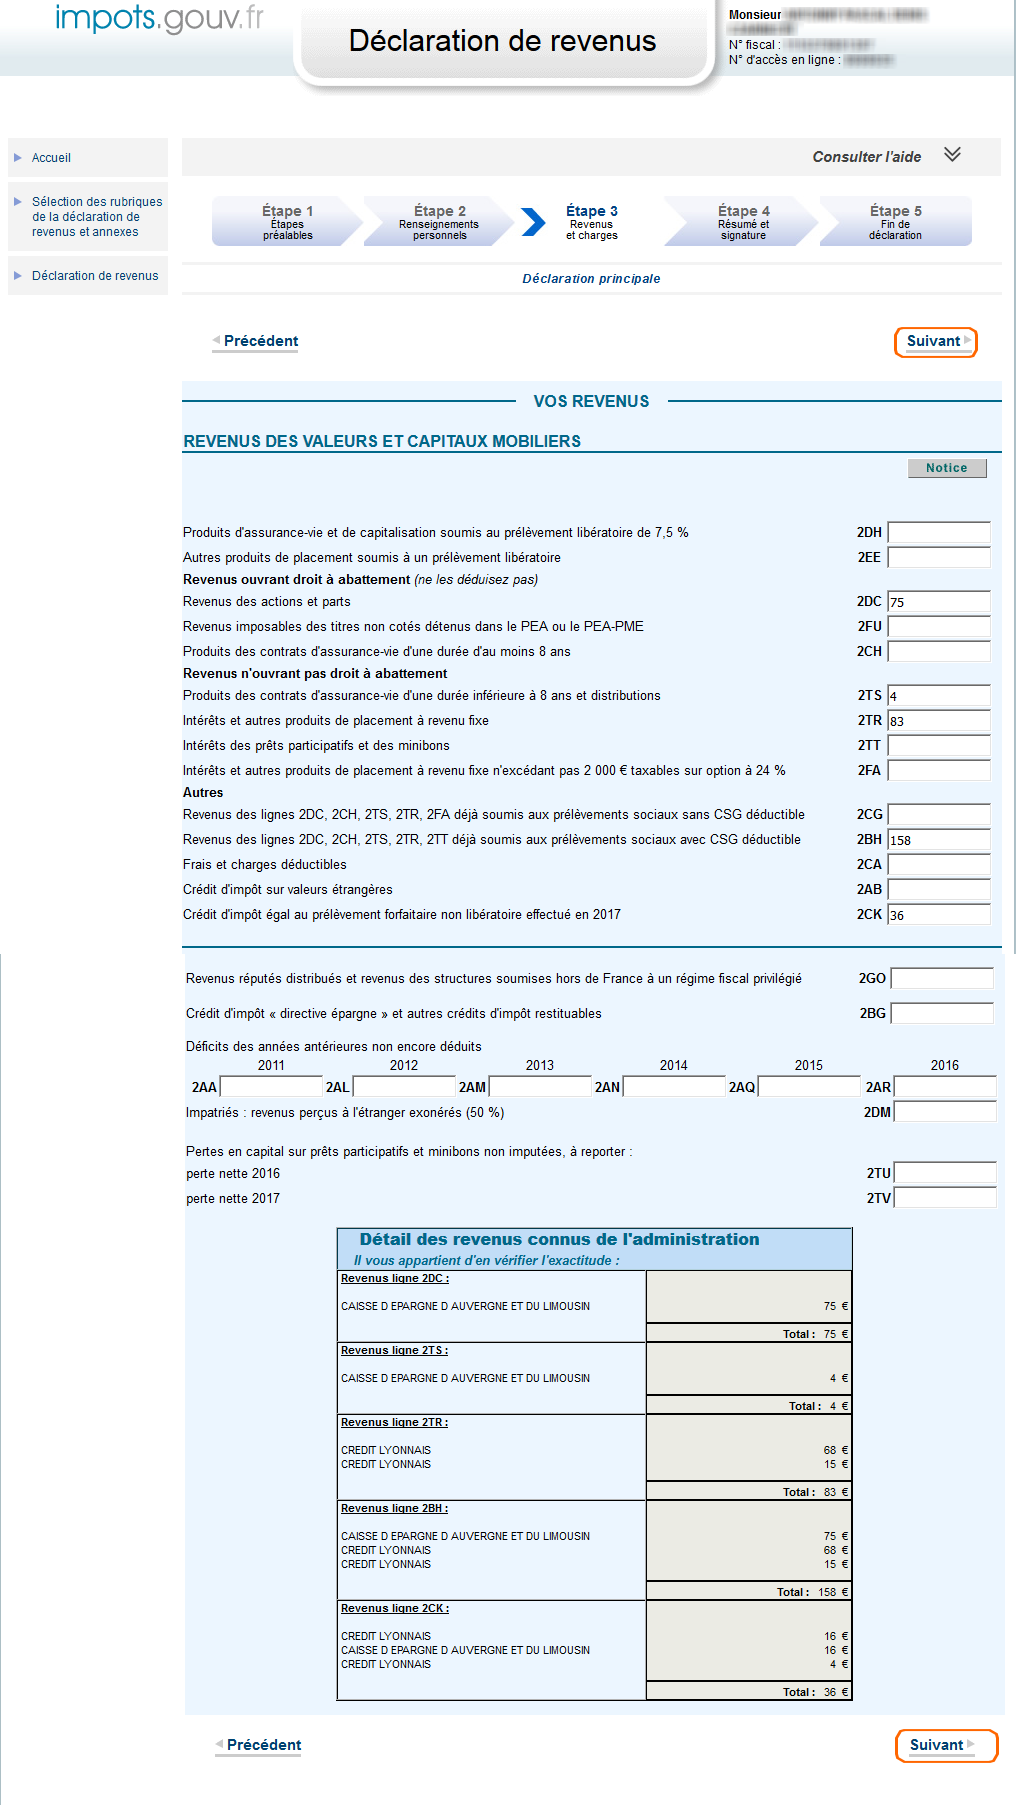 impots.gouv.fr
Déclaration de revenus
Monsieur
N° fiscal :
N° d'accès en ligne :
Accueil
Sélection des rubriques
de la déclaration de
revenus et annexes
Déclaration de revenus
Consulter l'aide
Étape 1
Étapes
préalables
Étape 2
Renseignements
personnels
Étape 3
Revenus
et charges
Étape 4
Résumé et
signature
Étape 5
Fin de
déclaration
Déclaration principale
Précédent
Suivant
VOS REVENUS
REVENUS DES VALEURS ET CAPITAUX MOBILIERS
Notice
Produits d'assurance-vie et de capitalisation soumis au prélèvement libératoire de 7,5 % 2DH
Autres produits de placement soumis à un prélèvement libératoire 2EE
Revenus ouvrant droit à abattement (ne les déduisez pas)
Revenus des actions et parts 2DC 75
Revenus imposables des titres non cotés détenus dans le PEA ou le PEA-PME 2FU
Produits des contrats d'assurance-vie d'une durée d'au moins 8 ans 2CH
Revenus n'ouvrant pas droit à abattement
Produits des contrats d'assurance-vie d'une durée inférieure à 8 ans et distributions 2TS 4
Intérêts et autres produits de placement à revenu fixe 2TR 83
Intérêts des prêts participatifs et des minibons 2TT
Intérêts et autres produits de placement à revenu fixe n'excédant pas 2 000 € taxables sur option à 24 % 2FA
Autres
Revenus des lignes 2DC, 2CH, 2TS, 2TR, 2FA déjà soumis aux prélèvements sociaux sans CSG déductible 2CG
Revenus des lignes 2DC, 2CH, 2TS, 2TR, 2TT déjà soumis aux prélèvements sociaux avec CSG déductible 2BH 158
Frais et charges déductibles 2CA
Crédit d'impôt sur valeurs étrangères 2AB
Crédit d'impôt égal au prélèvement forfaitaire non libératoire effectué en 2017 2CK 36
Revenus réputés distribués et revenus des structures soumises hors de France à un régime fiscal privilégié 2GO
Crédit d'impôt « directive épargne » et autres crédits d'impôt restituables 2BG
Déficits des années antérieures non encore déduits
2011 2012 2013 2014 2015 2016
2AA 2AL 2AM 2AN 2AQ 2AR
Impatriés : revenus perçus à l'étranger exonérés (50 %) 2DM
Pertes en capital sur prêts participatifs et minibons non imputées, à reporter :
perte nette 2016 2TU
perte nette 2017 2TV
Détail des revenus connus de l'administration
Il vous appartient d'en vérifier l'exactitude :
Revenus ligne 2DC :
CAISSE D EPARGNE D AUVERGNE ET DU LIMOUSIN 75 €
Total : 75 €
Revenus ligne 2TS :
CAISSE D EPARGNE D AUVERGNE ET DU LIMOUSIN 4 €
Total : 4 €
Revenus ligne 2TR :
CREDIT LYONNAIS 68 €
CREDIT LYONNAIS 15 €
Total : 83 €
Revenus ligne 2BH :
CAISSE D EPARGNE D AUVERGNE ET DU LIMOUSIN 75 €
CREDIT LYONNAIS 68 €
CREDIT LYONNAIS 15 €
Total : 158 €
Revenus ligne 2CK :
CREDIT LYONNAIS 16 €
CAISSE D EPARGNE D AUVERGNE ET DU LIMOUSIN 16 €
CREDIT LYONNAIS 4 €
Total : 36 €
Précédent
Suivant